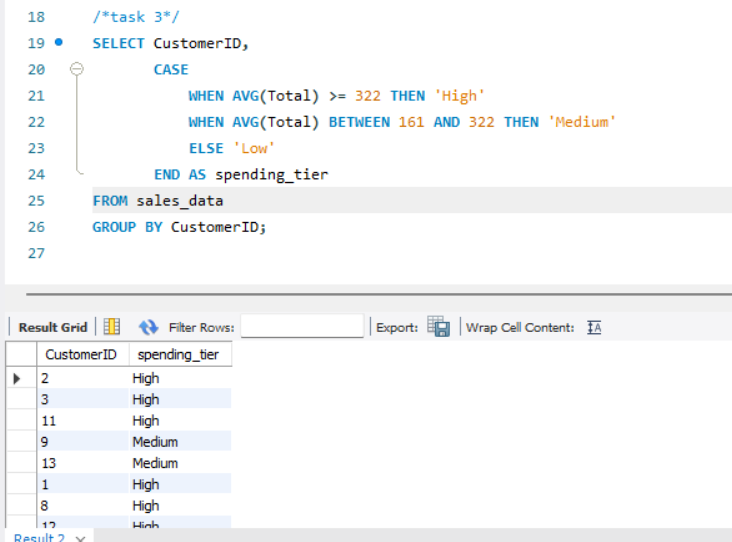 18 /*task 3*/
19 SELECT CustomerID,
20 CASE
21 WHEN AVG(Total) >= 322 THEN 'High'
22 WHEN AVG(Total) BETWEEN 161 AND 322 THEN 'Medium'
23 ELSE 'Low'
24 END AS spending_tier
25 FROM sales_data
26 GROUP BY CustomerID;
27
Result Grid Filter Rows: Export: Wrap Cell Content: IA
CustomerID spending_tier
2 High
3 High
11 High
9 Medium
13 Medium
1 High
8 High
12 High
Result 2